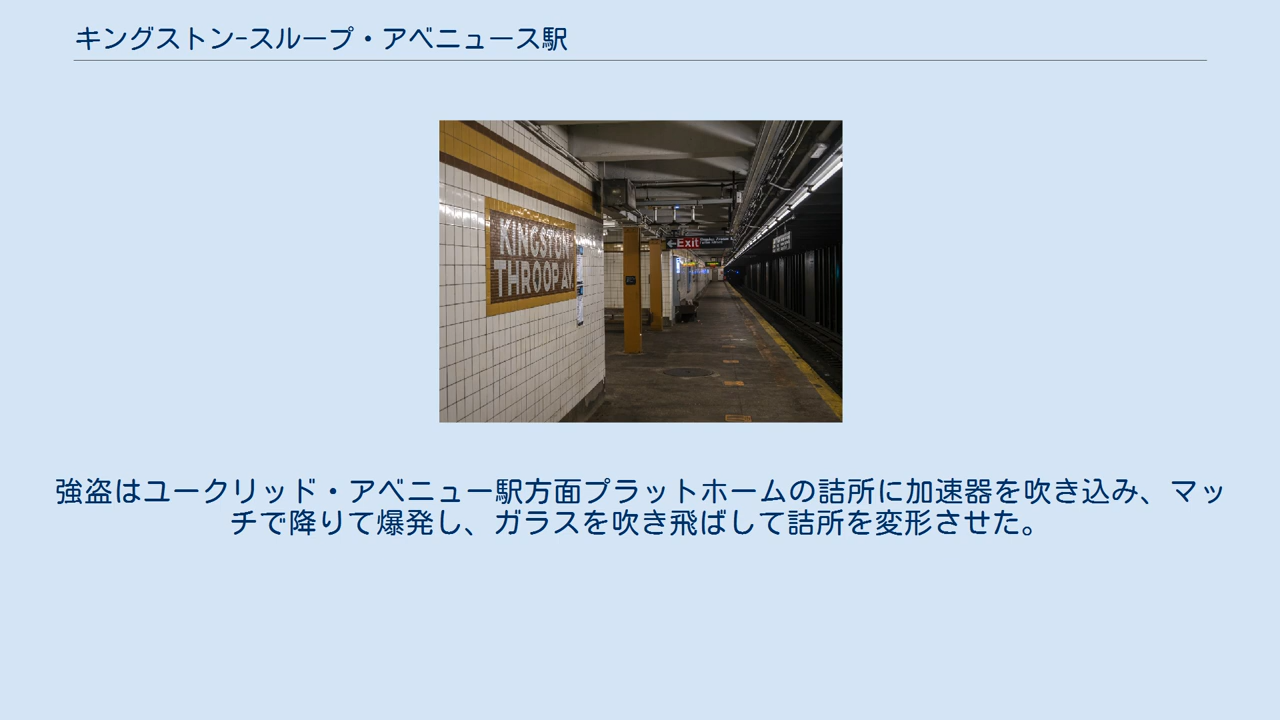 キングストン-スループ・アベニュース駅
KINGSTON
THROOP AV.
Exit
強盗はユークリッド・アベニュー駅方面プラットホームの詰所に加速器を吹き込み、マッ
チで降りて爆発し、ガラスを吹き飛ばして詰所を変形させた。